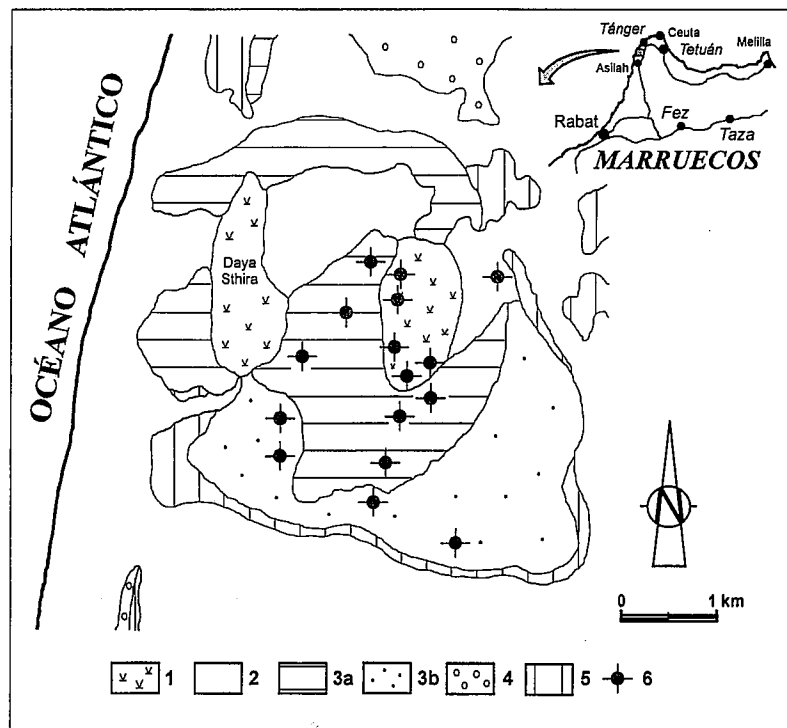 OCÉANO ATLÁNTICO
Tánger
Ceuta
Tetuán
Melilla
Asilah
Rabat
Fez
Taza
MARRUECOS
Daya
Sthira
N
0 1 km
1 2 3a 3b 4 5 6